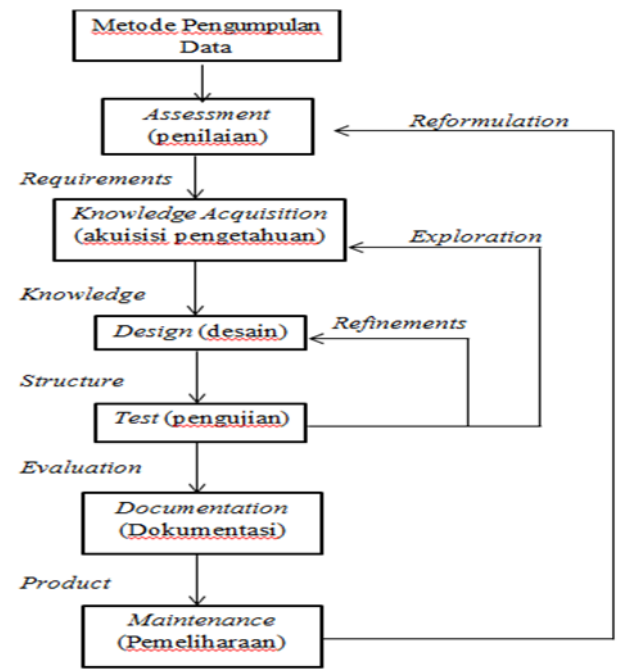 Metode Pengumpulan
Data
Assessment
(penilaian)
Reformulation
Requirements
Knowledge Acquisition
(akuisisi pengetahuan)
Exploration
Knowledge
Design (desain)
Refinements
Structure
Test (pengujian)
Evaluation
Documentation
(Dokumentasi)
Product
Maintenance
(Pemeliharaan)